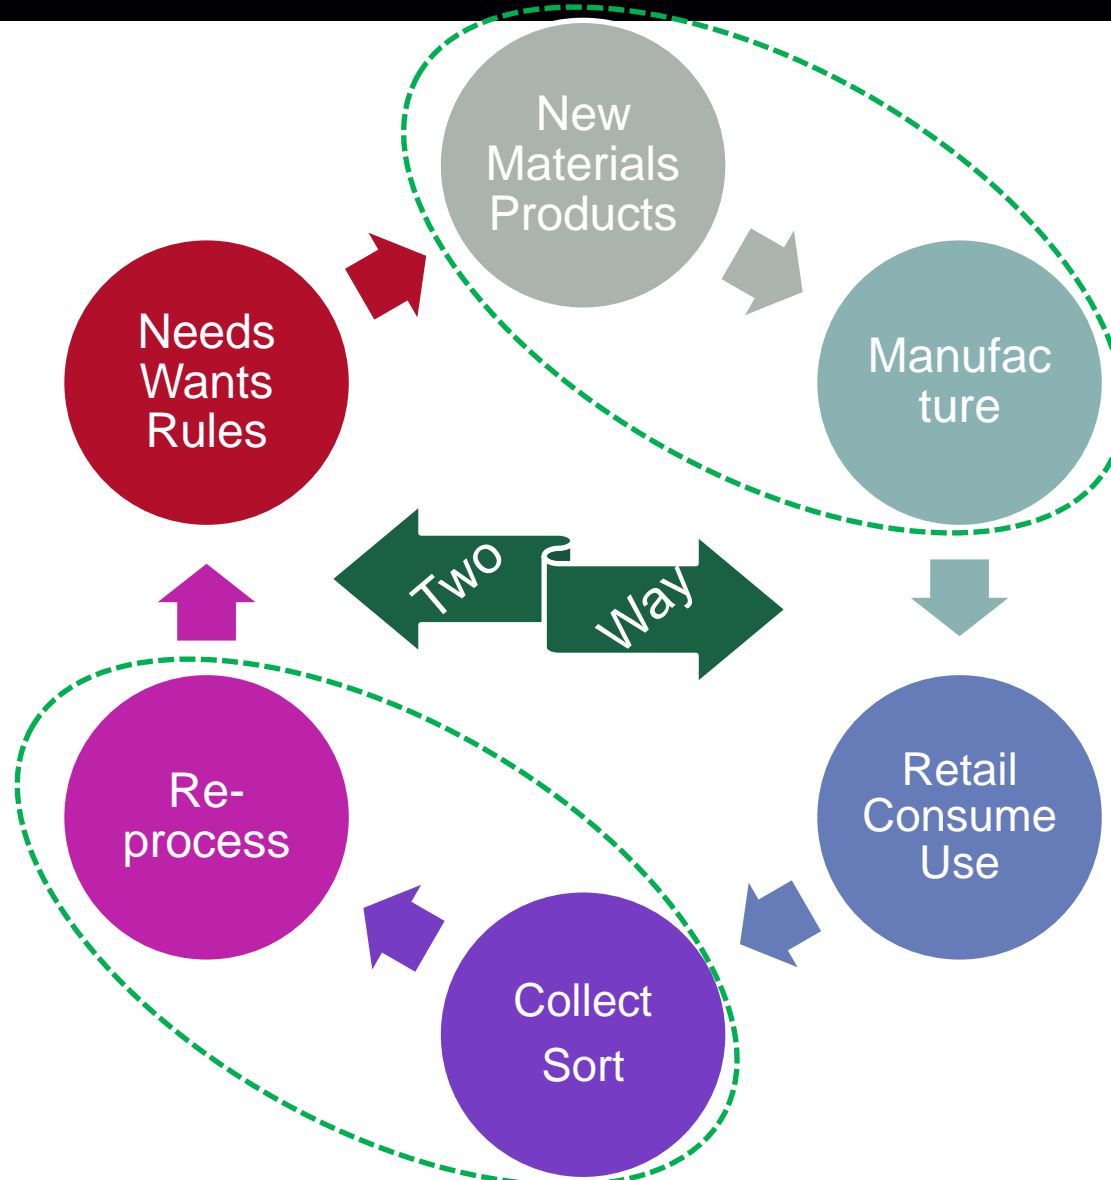 New
Materials
Products
Manufac
ture
Needs
Wants
Rules
Two
Way
Retail
Consume
Use
Re-
process
Collect
Sort